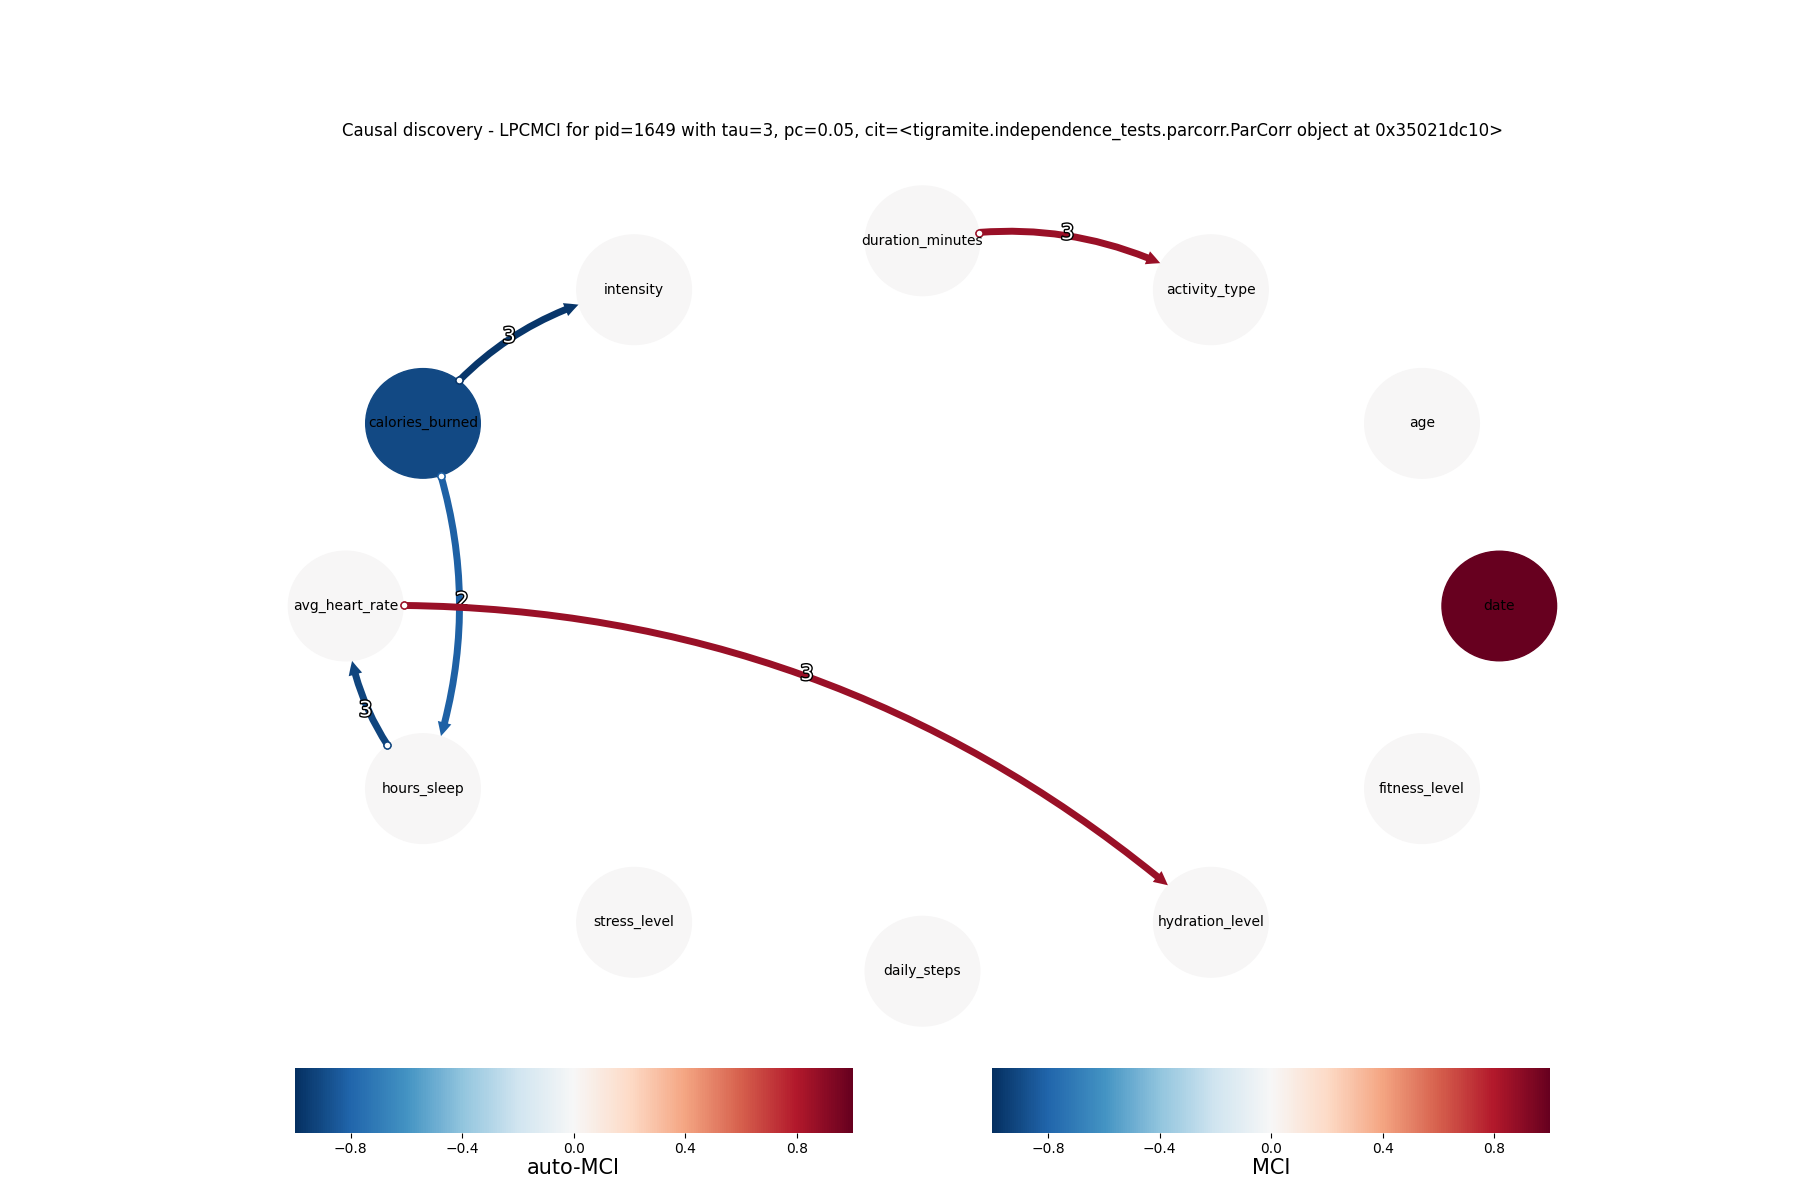 Causal discovery - LPCMCI for pid=1649 with tau=3, pc=0.05, cit=<tigramite.independence_tests.parcorr.ParCorr object at 0x35021dc10>
duration_minutes
3
activity_type
intensity
3
calories_burned
age
2
avg_heart_rate
date
3
3
hours_sleep
fitness_level
stress_level
hydration_level
daily_steps
−0.8 −0.4 0.0 0.4 0.8
auto-MCI
−0.8 −0.4 0.0 0.4 0.8
MCI